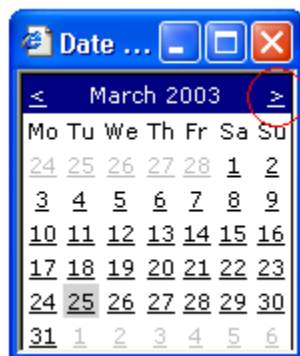 Date ...
< March 2003 >
Mo Tu We Th Fr Sa Su
24 25 26 27 28 1 2
3 4 5 6 7 8 9
10 11 12 13 14 15 16
17 18 19 20 21 22 23
24 25 26 27 28 29 30
31 1 2 3 4 5 6